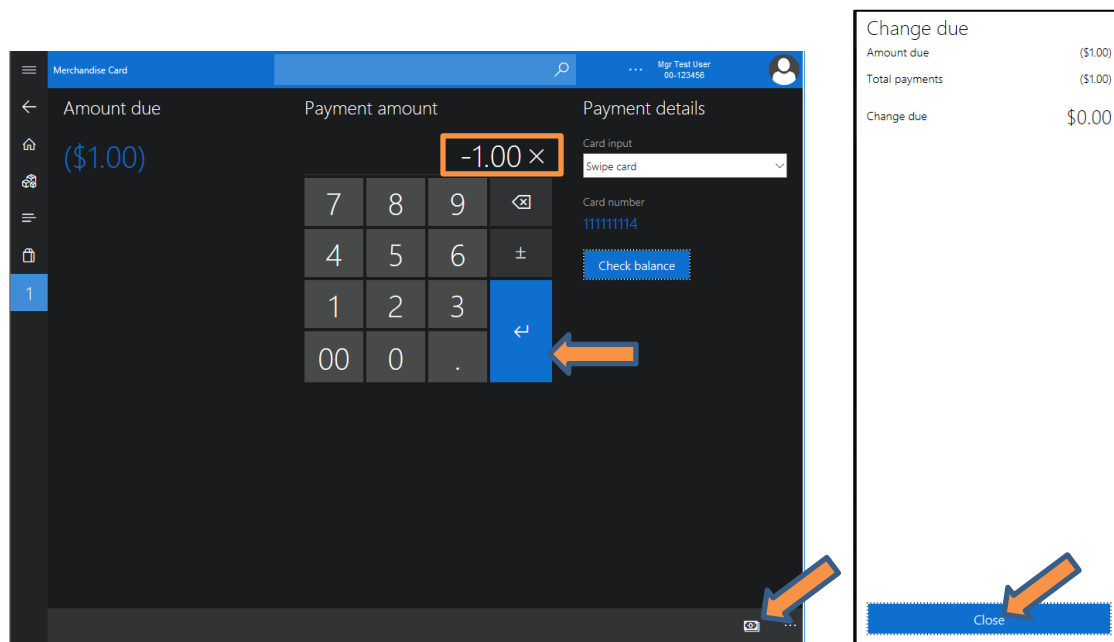 Merchandise Card
... Mgr Test User
00-123456
Amount due
($1.00)
Payment amount
-1.00 ×
7 8 9
4 5 6 ±
1 2 3
00 0 .
1
Payment details
Card input
Swipe card
Card number
111111114
Check balance
...
Change due
Amount due ($1.00)
Total payments ($1.00)
Change due $0.00
Close